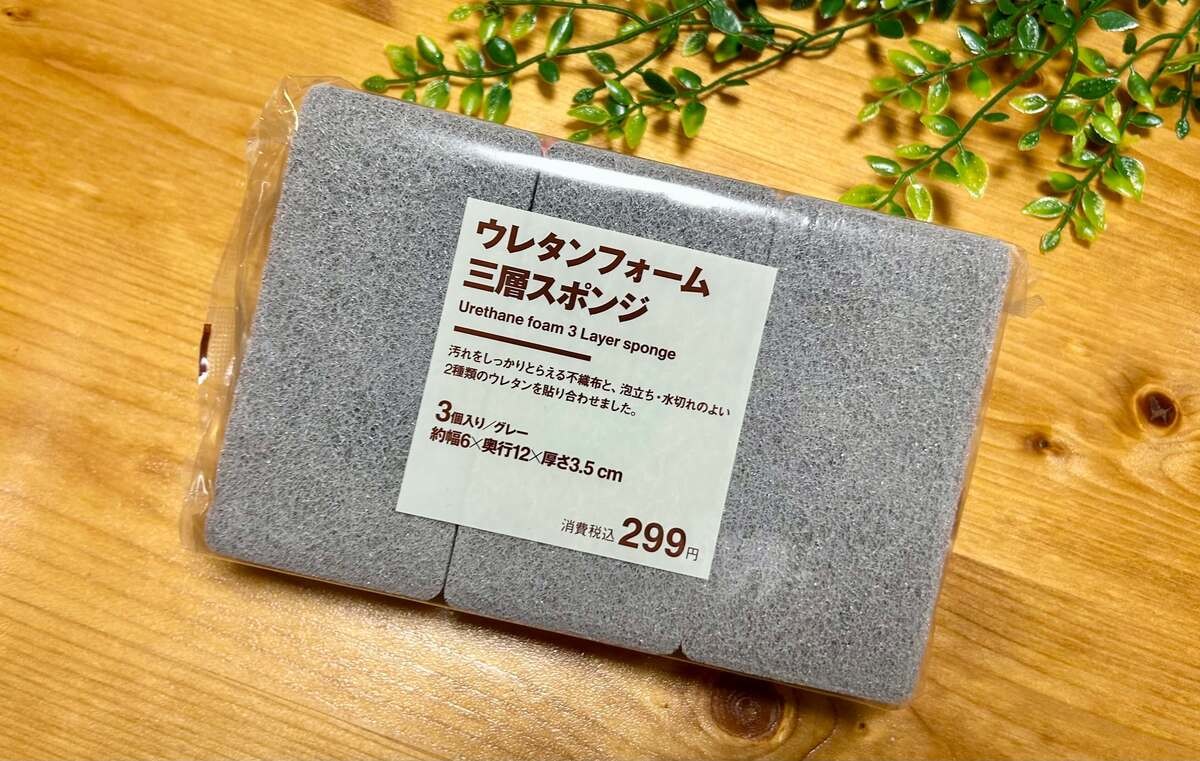 ウレタンフォーム
三層スポンジ
Urethane foam 3 Layer sponge
汚れをしっかりとらえる不織布と、泡立ち・水切れのよい
2種類のウレタンを貼り合わせました。
3個入り/グレー
約幅6×奥行12×厚さ3.5 cm
消費税込299円